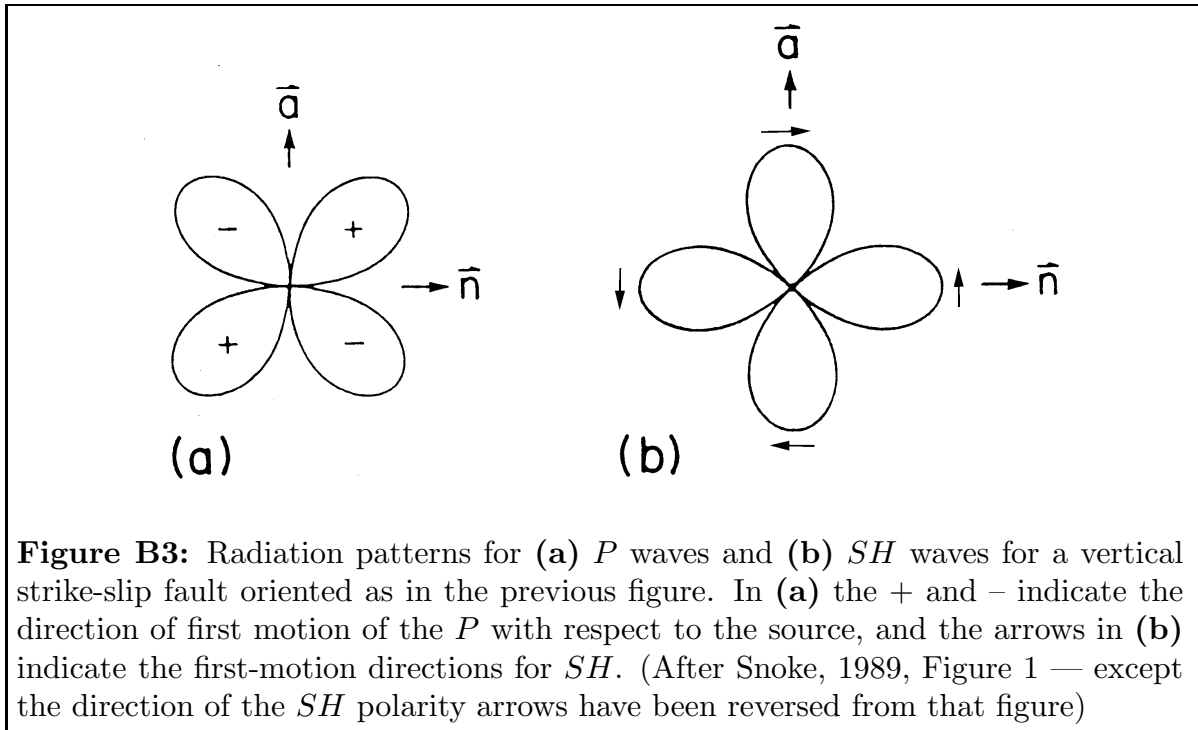 a
n
- +
+ -
(a)
a
n
(b)
Figure B3: Radiation patterns for (a) P waves and (b) SH waves for a vertical
strike-slip fault oriented as in the previous figure. In (a) the + and – indicate the
direction of first motion of the P with respect to the source, and the arrows in (b)
indicate the first-motion directions for SH. (After Snoke, 1989, Figure 1 — except
the direction of the SH polarity arrows have been reversed from that figure)